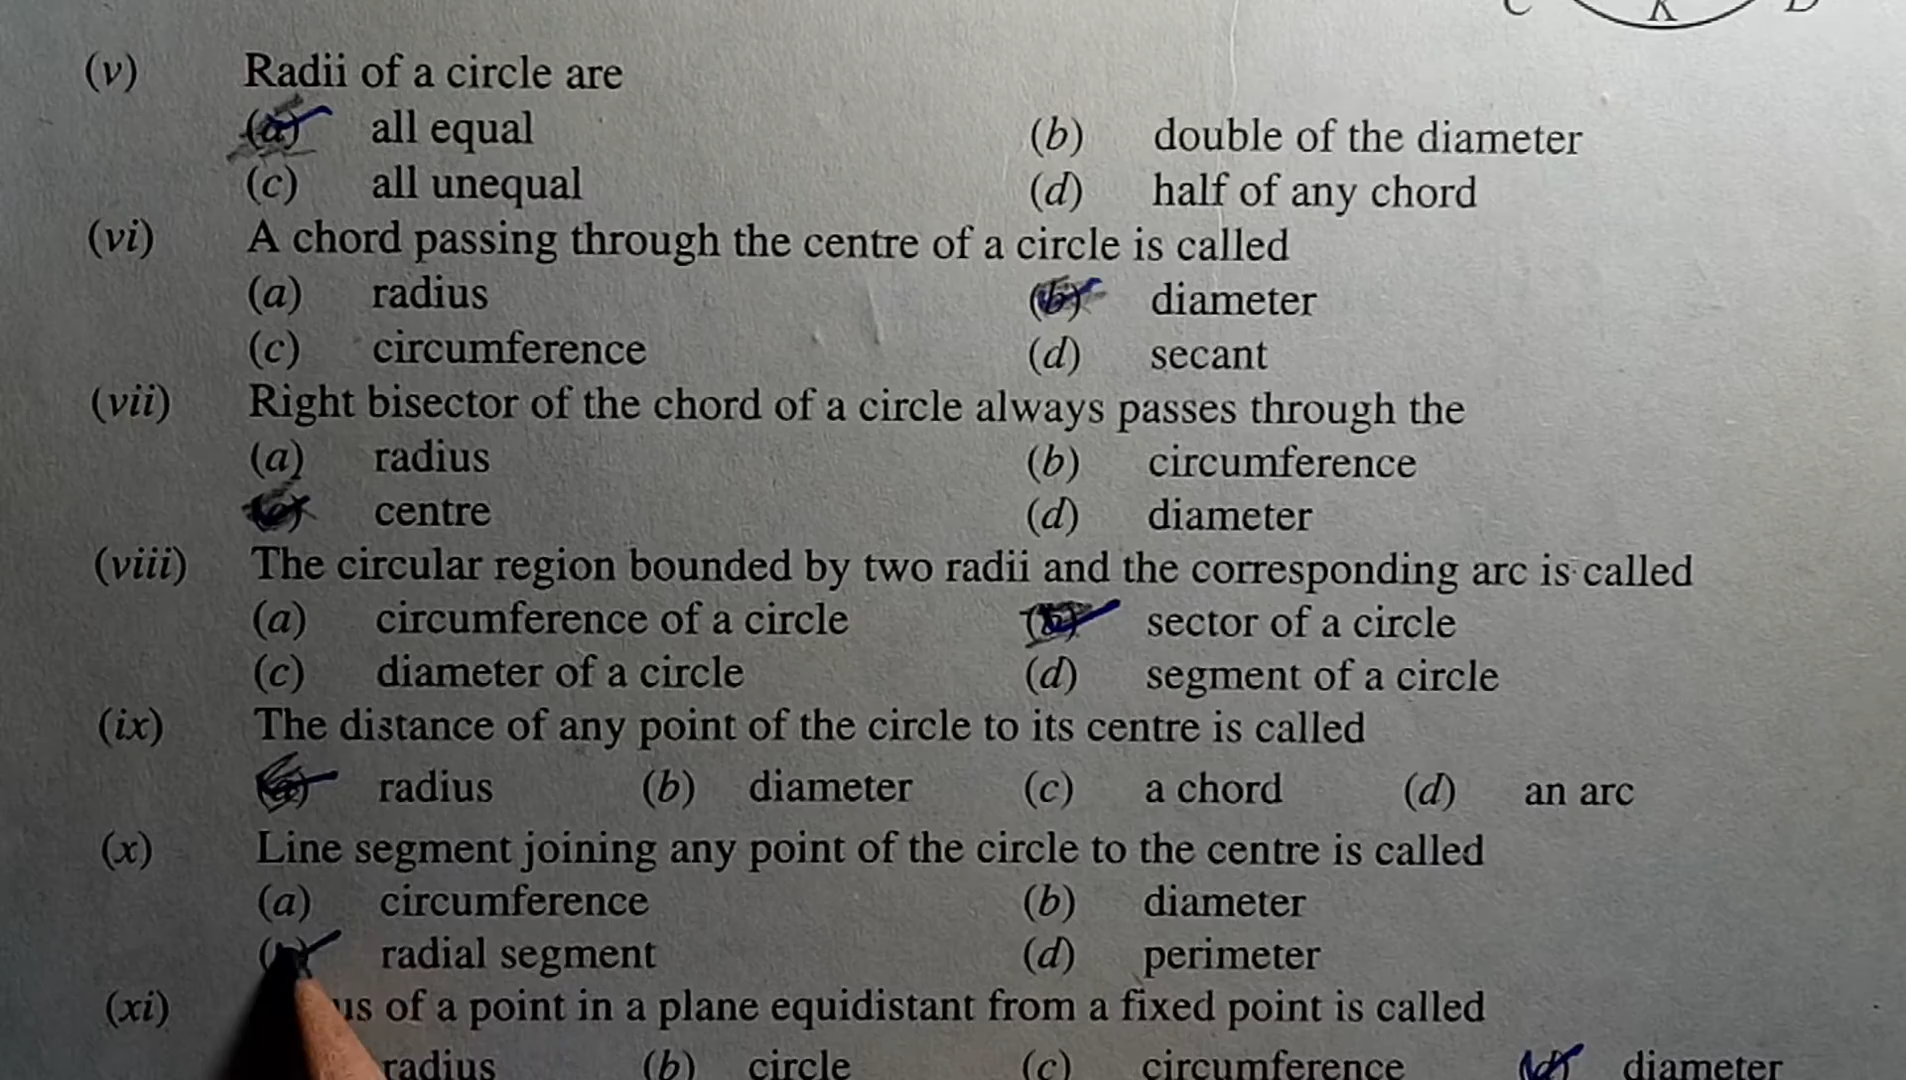 C K D
(v) Radii of a circle are
(a) all equal (b) double of the diameter
(c) all unequal (d) half of any chord
(vi) A chord passing through the centre of a circle is called
(a) radius (b) diameter
(c) circumference (d) secant
(vii) Right bisector of the chord of a circle always passes through the
(a) radius (b) circumference
(c) centre (d) diameter
(viii) The circular region bounded by two radii and the corresponding arc is called
(a) circumference of a circle (b) sector of a circle
(c) diameter of a circle (d) segment of a circle
(ix) The distance of any point of the circle to its centre is called
(a) radius (b) diameter (c) a chord (d) an arc
(x) Line segment joining any point of the circle to the centre is called
(a) circumference (b) diameter
radial segment (d) perimeter
(xi) of a point in a plane equidistant from a fixed point is called
radius (b) circle (c) circumference (d) diameter